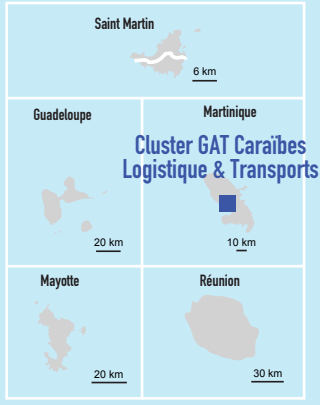 Saint Martin
6 km
Guadeloupe
20 km
Martinique
Cluster GAT Caraïbes
Logistique & Transports
10 km
Mayotte
20 km
Réunion
30 km